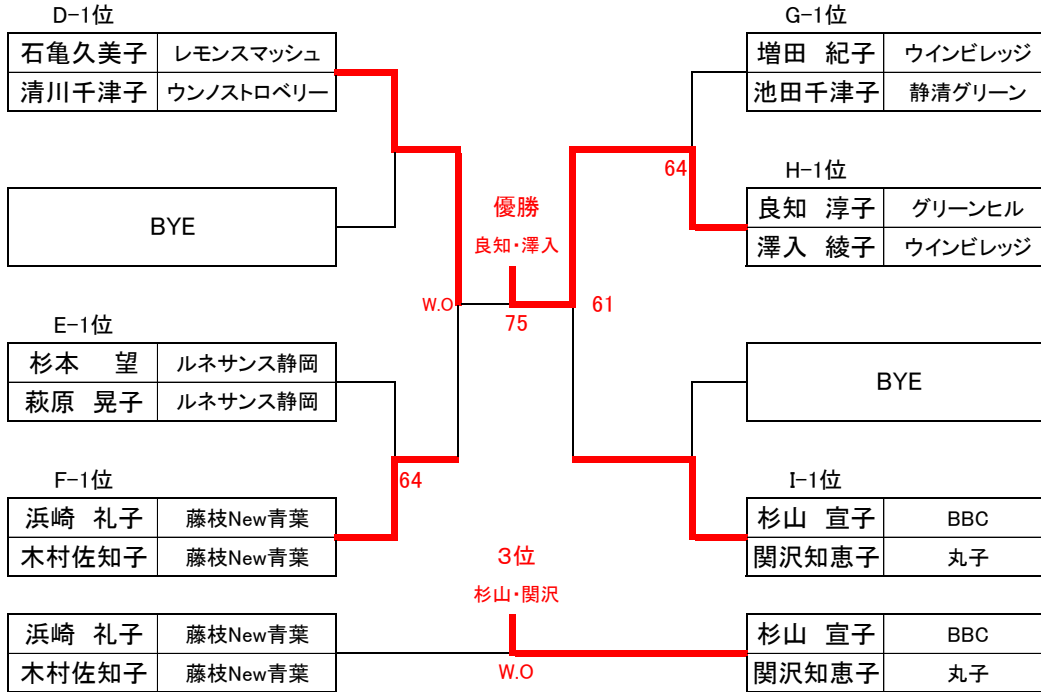 D-1位
石亀久美子 レモンスマッシュ
清川千津子 ウンノストロベリー
BYE
E-1位
杉本 望 ルネサンス静岡
萩原 晃子 ルネサンス静岡
F-1位
浜崎 礼子 藤枝New青葉
木村佐知子 藤枝New青葉
W.O
64
優勝
良知・澤入
75
61
64
G-1位
増田 紀子 ウインビレッジ
池田千津子 静清グリーン
H-1位
良知 淳子 グリーンヒル
澤入 綾子 ウインビレッジ
BYE
I-1位
杉山 宣子 BBC
関沢知恵子 丸子
3位
杉山・関沢
W.O
浜崎 礼子 藤枝New青葉
木村佐知子 藤枝New青葉
杉山 宣子 BBC
関沢知恵子 丸子